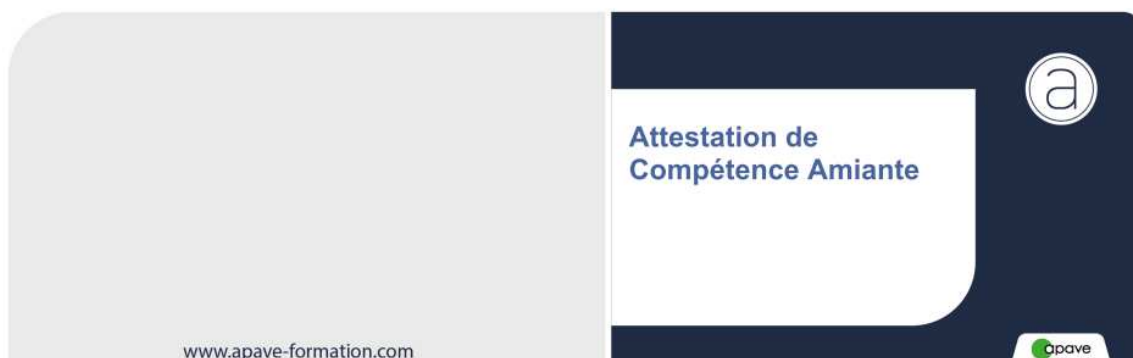 a
Attestation de
Compétence Amiante
www.apave-formation.com
apave